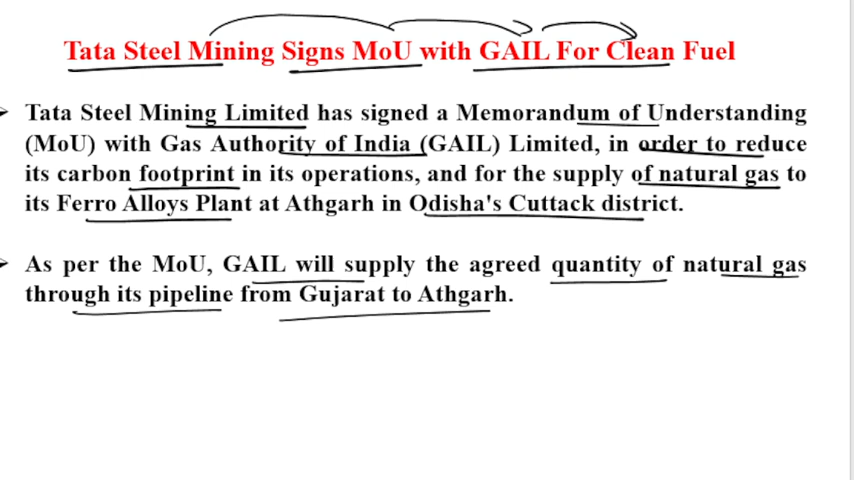 Tata Steel Mining Signs MoU with GAIL For Clean Fuel
Tata Steel Mining Limited has signed a Memorandum of Understanding
(MoU) with Gas Authority of India (GAIL) Limited, in order to reduce
its carbon footprint in its operations, and for the supply of natural gas to
its Ferro Alloys Plant at Athgarh in Odisha's Cuttack district.
As per the MoU, GAIL will supply the agreed quantity of natural gas
through its pipeline from Gujarat to Athgarh.